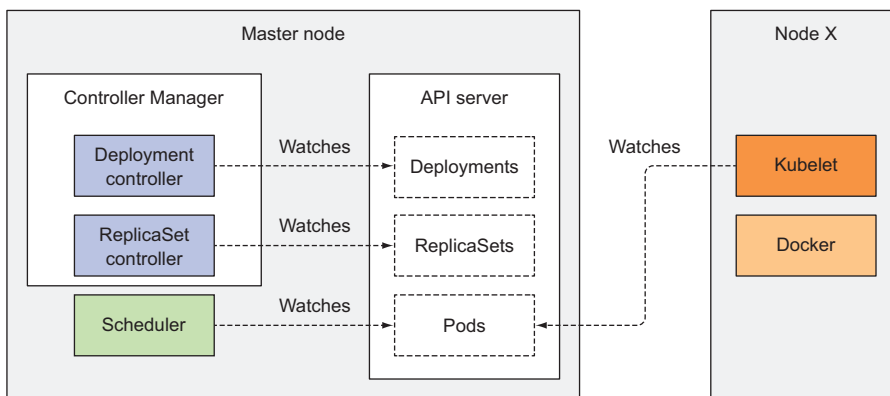 Master node
Node X
Controller Manager
API server
Deployment
controller
Watches
Deployments
Watches
Kubelet
ReplicaSet
controller
Watches
ReplicaSets
Docker
Scheduler
Watches
Pods